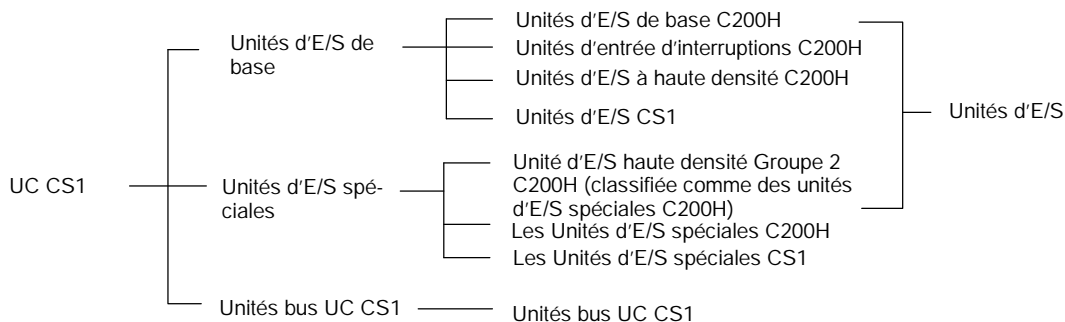 Unités d'E/S de base C200H
Unités d'E/S de
base
Unités d'entrée d'interruptions C200H
Unités d'E/S à haute densité C200H
Unités d'E/S CS1
Unités d'E/S
UC CS1
Unités d'E/S spé-
ciales
Unité d'E/S haute densité Groupe 2
C200H (classifiée comme des unités
d'E/S spéciales C200H)
Les Unités d'E/S spéciales C200H
Les Unités d'E/S spéciales CS1
Unités bus UC CS1
Unités bus UC CS1